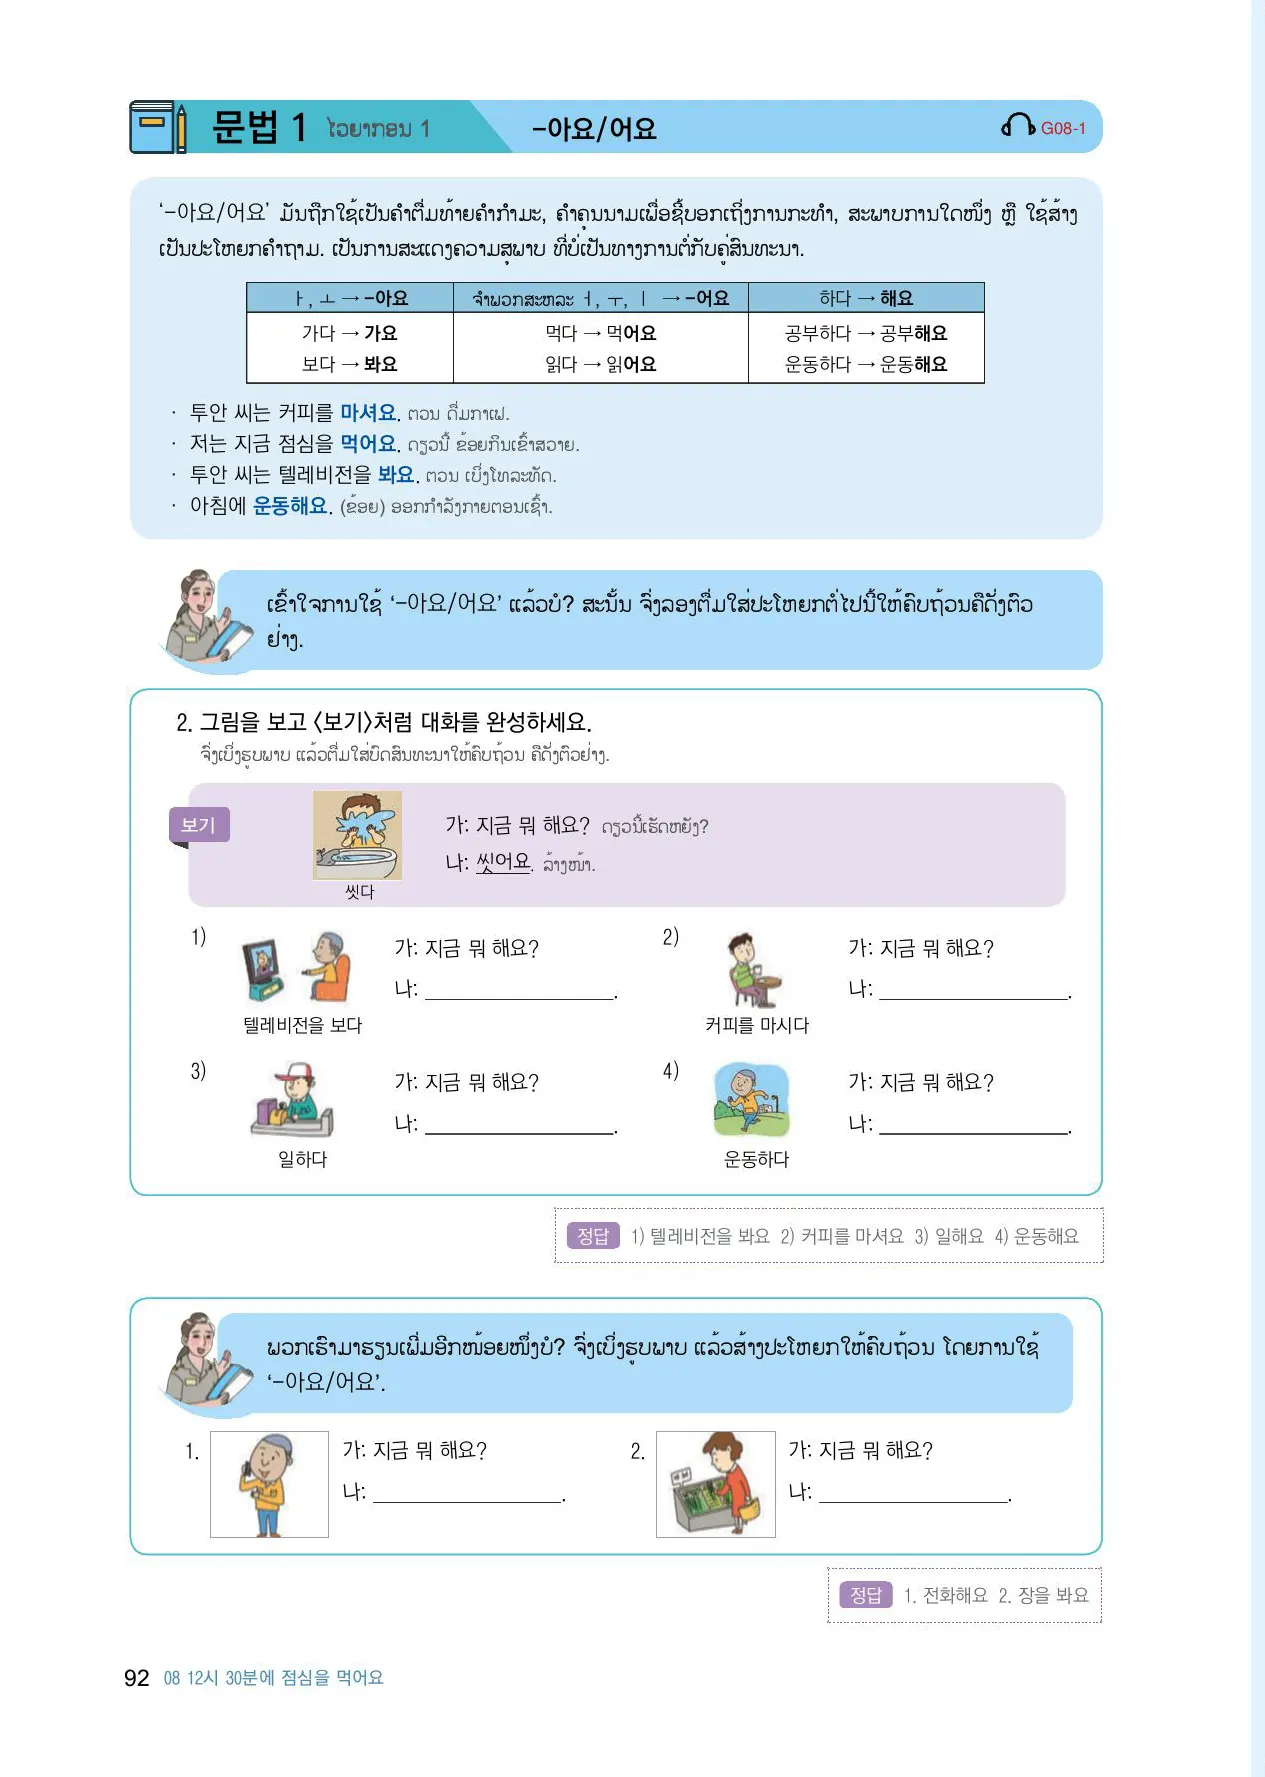 문법 1 ໄວຍາກອນ 1 -아요/어요 G08-1
‘-아요/어요’ ມັນຖືກໃຊ້ເປັນຄຳຕື່ມທ້າຍຄຳກຳມະ, ຄຳຄຸນນາມເພື່ອຊີ້ບອກເຖິງການກະທຳ, ສະພາບການໃດໜຶ່ງ ຫຼື ໃຊ້ສ້າງ
ເປັນປະໂຫຍກຄຳຖາມ. ເປັນການສະແດງຄວາມສຸພາບ ທີ່ບໍ່ເປັນທາງການຕໍ່ກັບຄູ່ສົນທະນາ.
ㅏ, ㅗ → -아요 ຈຳພວກສະຫລະ ㅓ, ㅜ, ㅣ → -어요 하다 → 해요
가다 → 가요 먹다 → 먹어요 공부하다 → 공부해요
보다 → 봐요 읽다 → 읽어요 운동하다 → 운동해요
· 투안 씨는 커피를 마셔요. ຕວນ ດື່ມກາເຟ.
· 저는 지금 점심을 먹어요. ດຽວນີ້ ຂ້ອຍກິນເຂົ້າສວາຍ.
· 투안 씨는 텔레비전을 봐요. ຕວນ ເບິ່ງໂທລະທັດ.
· 아침에 운동해요. (ຂ້ອຍ) ອອກກຳລັງກາຍຕອນເຊົ້າ.
ເຂົ້າໃຈການໃຊ້ ‘-아요/어요’ ແລ້ວບໍ? ສະນັ້ນ ຈົ່ງລອງຕື່ມໃສ່ປະໂຫຍກຕໍ່ໄປນີ້ໃຫ້ຄົບຖ້ວນຄືດັ່ງຕົວ
ຢ່າງ.
2. 그림을 보고 〈보기〉처럼 대화를 완성하세요.
ຈົ່ງເບິ່ງຮູບພາບ ແລ້ວຕື່ມໃສ່ບົດສົນທະນາໃຫ້ຄົບຖ້ວນ ຄືດັ່ງຕົວຢ່າງ.
보기
가: 지금 뭐 해요? ດຽວນີ້ເຮັດຫຍັງ?
나: 씻어요. ລ້າງໜ້າ.
씻다
1) 가: 지금 뭐 해요?
나: ____________.
텔레비전을 보다
2) 가: 지금 뭐 해요?
나: ____________.
커피를 마시다
3) 가: 지금 뭐 해요?
나: ____________.
일하다
4) 가: 지금 뭐 해요?
나: ____________.
운동하다
정답 1) 텔레비전을 봐요 2) 커피를 마셔요 3) 일해요 4) 운동해요
ພວກເຮົາມາຮຽນເພີ່ມອີກໜ້ອຍໜຶ່ງບໍ? ຈົ່ງເບິ່ງຮູບພາບ ແລ້ວສ້າງປະໂຫຍກໃຫ້ຄົບຖ້ວນ ໂດຍການໃຊ້
‘-아요/어요’.
1. 가: 지금 뭐 해요?
나: ____________.
2. 가: 지금 뭐 해요?
나: ____________.
정답 1. 전화해요 2. 장을 봐요
92 08 12시 30분에 점심을 먹어요